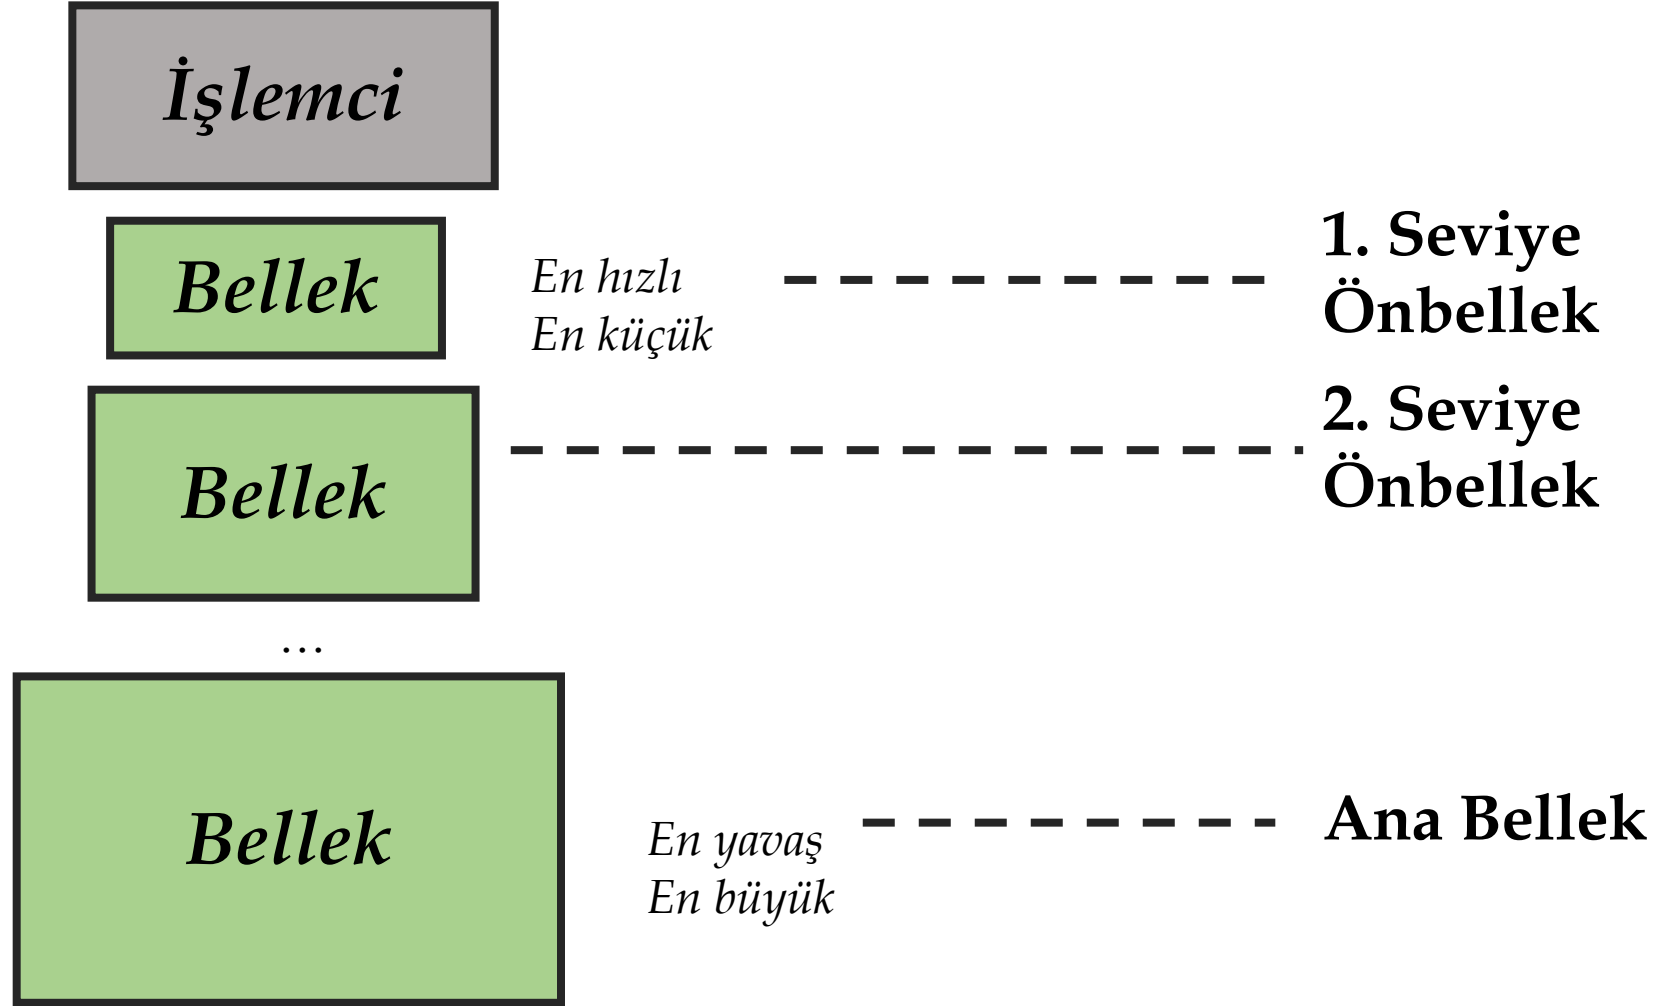 İşlemci
Bellek
En hızlı
En küçük
1. Seviye
Önbellek
Bellek
2. Seviye
Önbellek
...
Bellek
En yavaş
En büyük
Ana Bellek